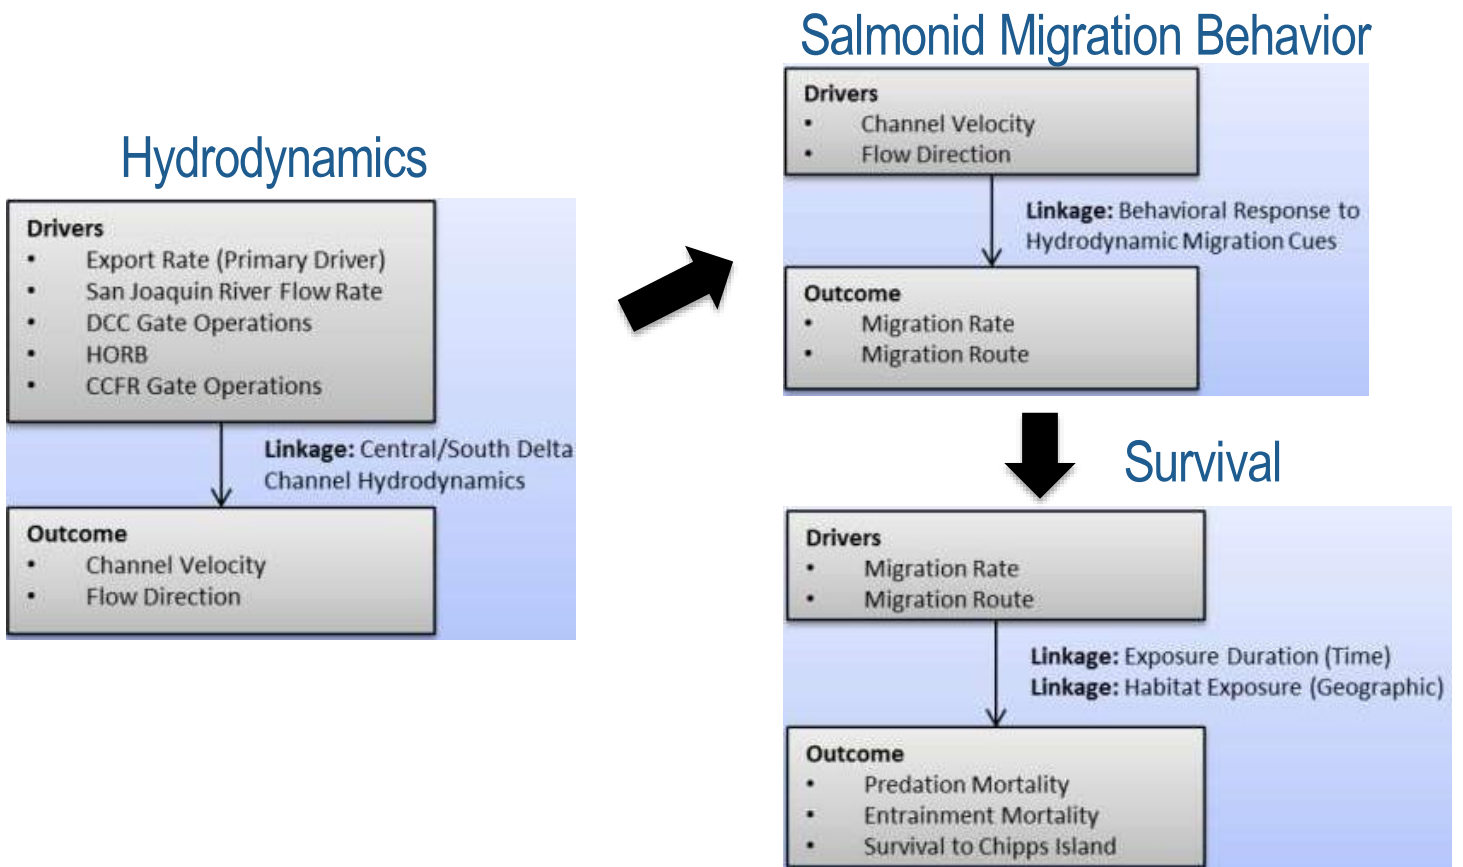 Hydrodynamics
Drivers
• Export Rate (Primary Driver)
• San Joaquin River Flow Rate
• DCC Gate Operations
• HORB
• CCFR Gate Operations
Linkage: Central/South Delta
Channel Hydrodynamics
Outcome
• Channel Velocity
• Flow Direction
Salmonid Migration Behavior
Drivers
• Channel Velocity
• Flow Direction
Linkage: Behavioral Response to
Hydrodynamic Migration Cues
Outcome
• Migration Rate
• Migration Route
Survival
Drivers
• Migration Rate
• Migration Route
Linkage: Exposure Duration (Time)
Linkage: Habitat Exposure (Geographic)
Outcome
• Predation Mortality
• Entrainment Mortality
• Survival to Chipps Island